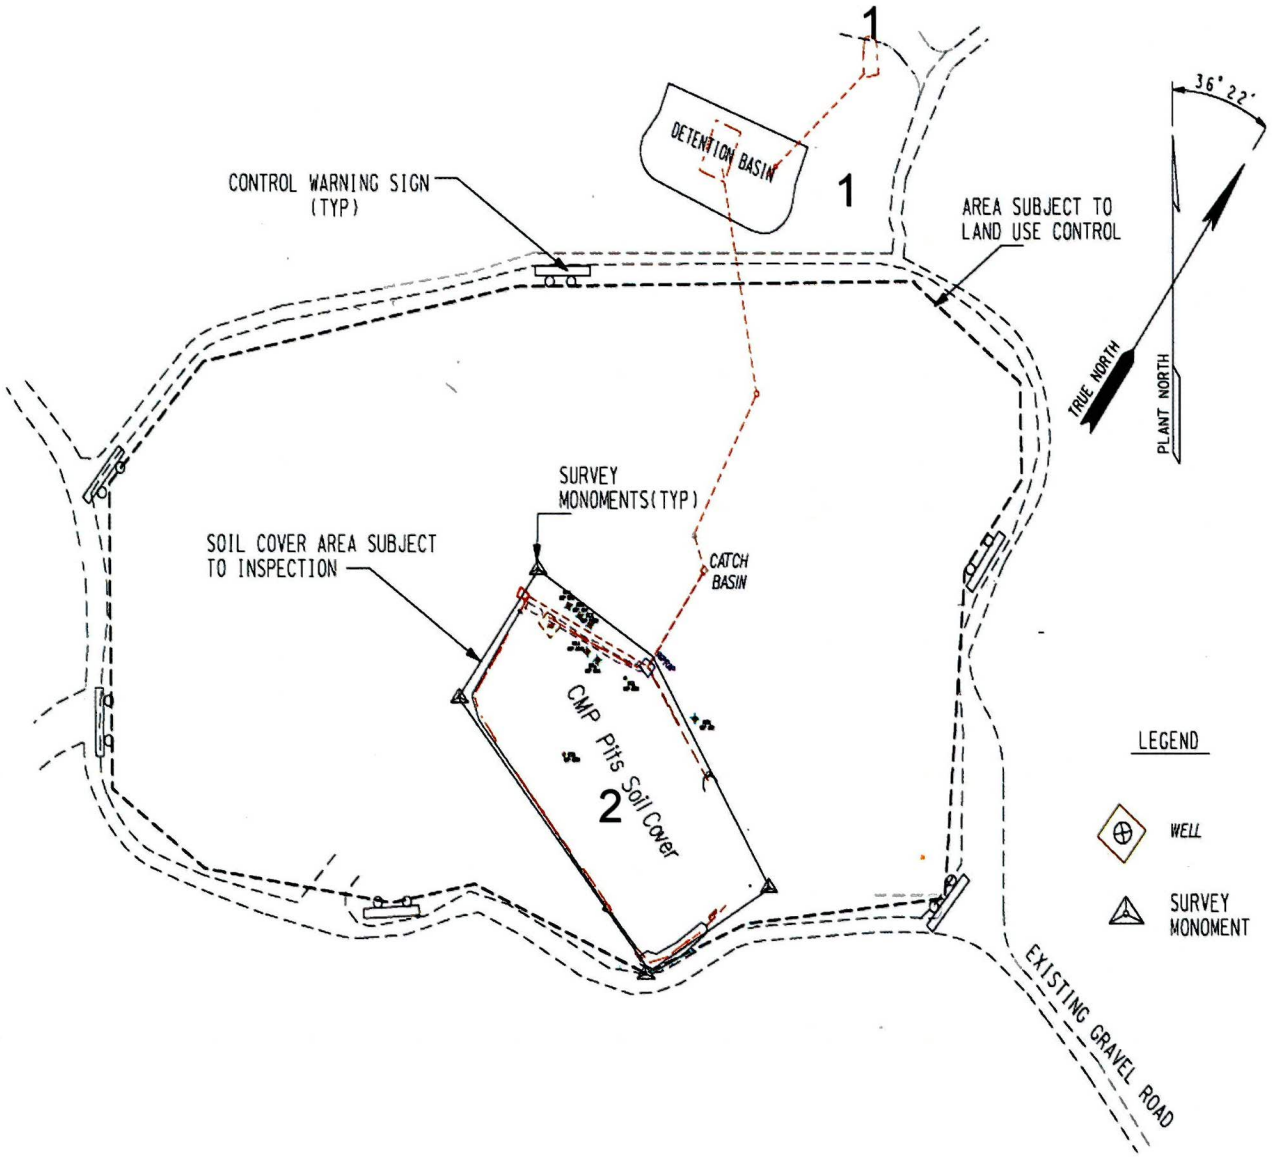 1
36° 22'
DETENTION BASIN
1
CONTROL WARNING SIGN
(TYP)
AREA SUBJECT TO
LAND USE CONTROL
TRUE NORTH
PLANT NORTH
SURVEY
MONOMENTS(TYP)
SOIL COVER AREA SUBJECT
TO INSPECTION
CATCH
BASIN
CMP Pits Soil Cover
2
LEGEND
WELL
SURVEY
MONOMENT
EXISTING GRAVEL ROAD